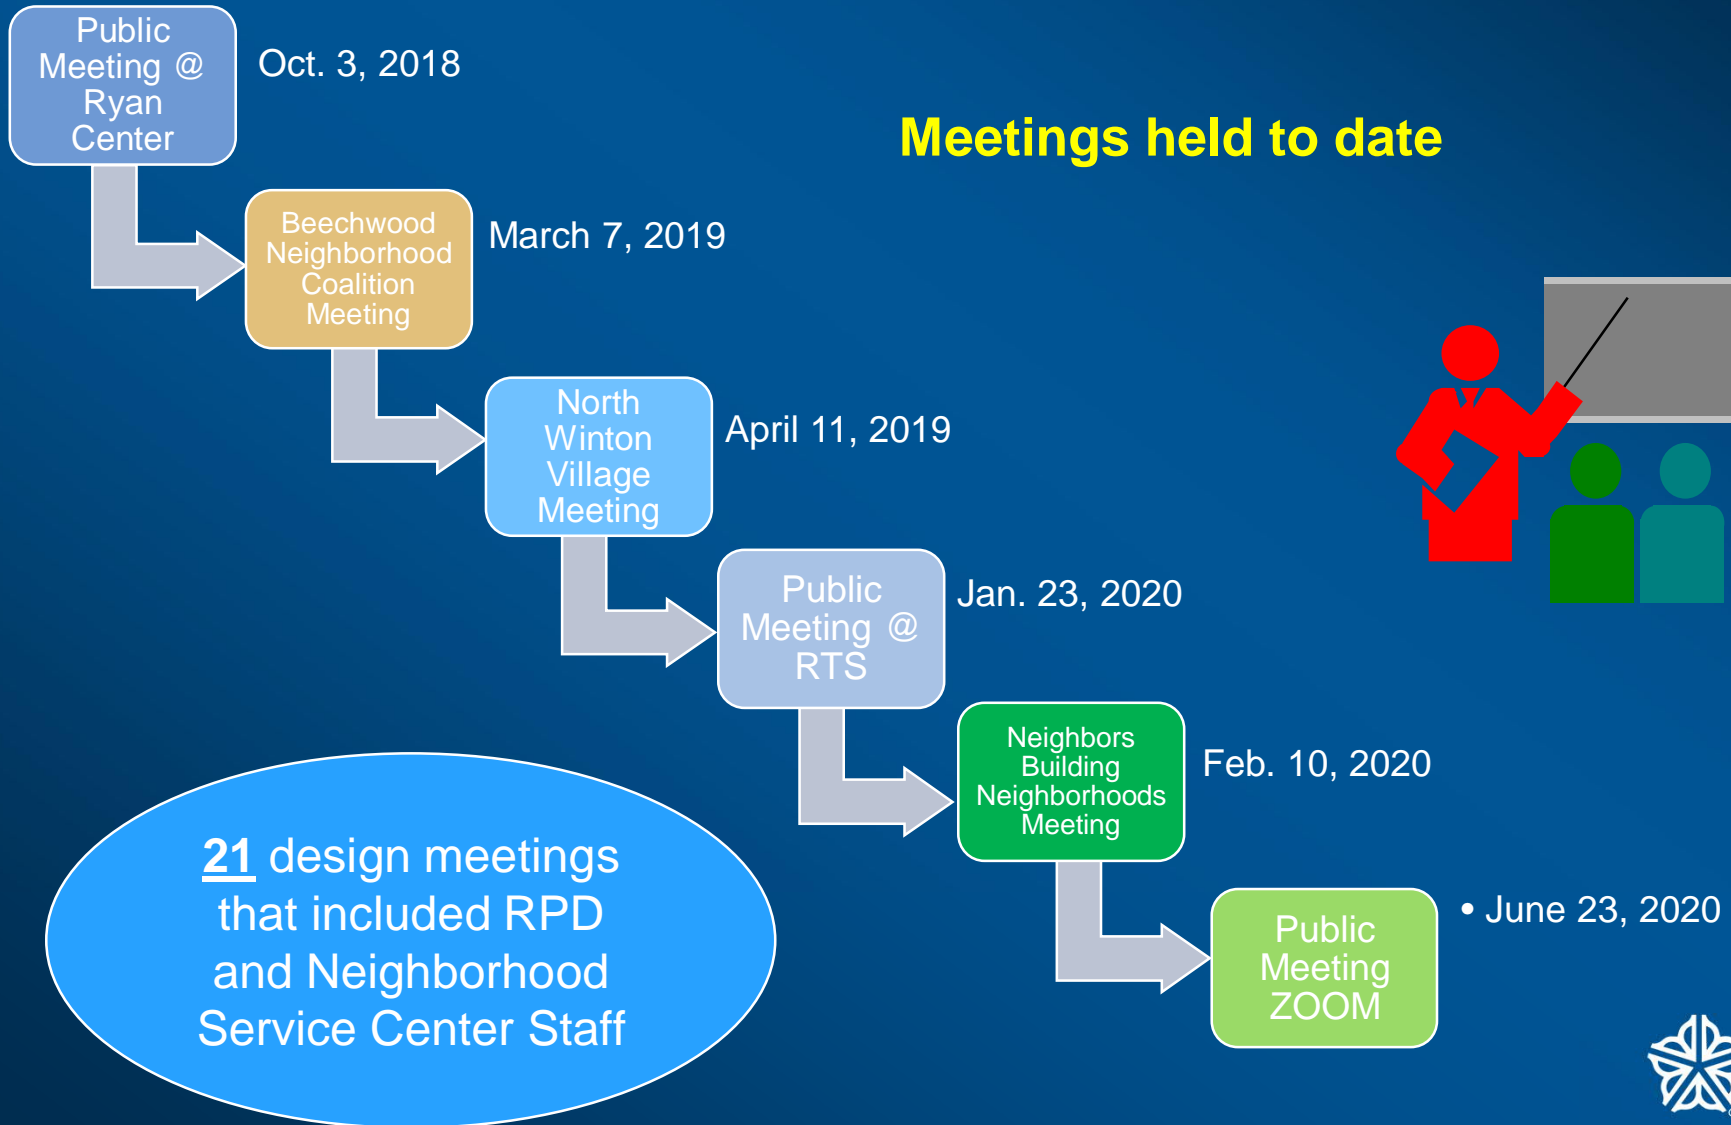 Public
Meeting @
Ryan
Center
Oct. 3, 2018
Meetings held to date
Beechwood
Neighborhood
Coalition
Meeting
March 7, 2019
North
Winton
Village
Meeting
April 11, 2019
Public
Meeting @
RTS
Jan. 23, 2020
Neighbors
Building
Neighborhoods
Meeting
Feb. 10, 2020
21 design meetings
that included RPD
and Neighborhood
Service Center Staff
Public
Meeting
ZOOM
• June 23, 2020